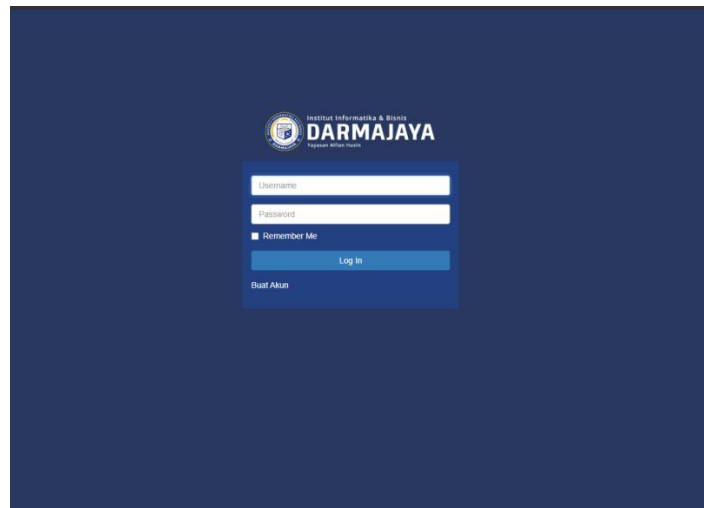 Institut Informatika & Bisnis
DARMAJAYA
Yayasan Alfian Husin
Username
Password
Remember Me
Log In
Buat Akun